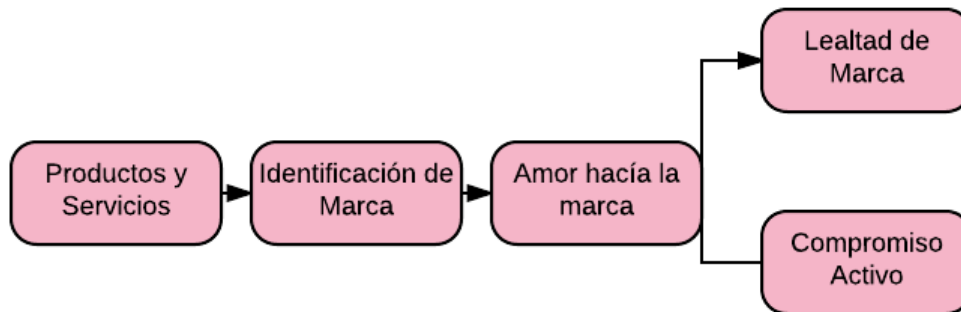 Productos y
Servicios
Identificación de
Marca
Amor hacía la
marca
Lealtad de
Marca
Compromiso
Activo